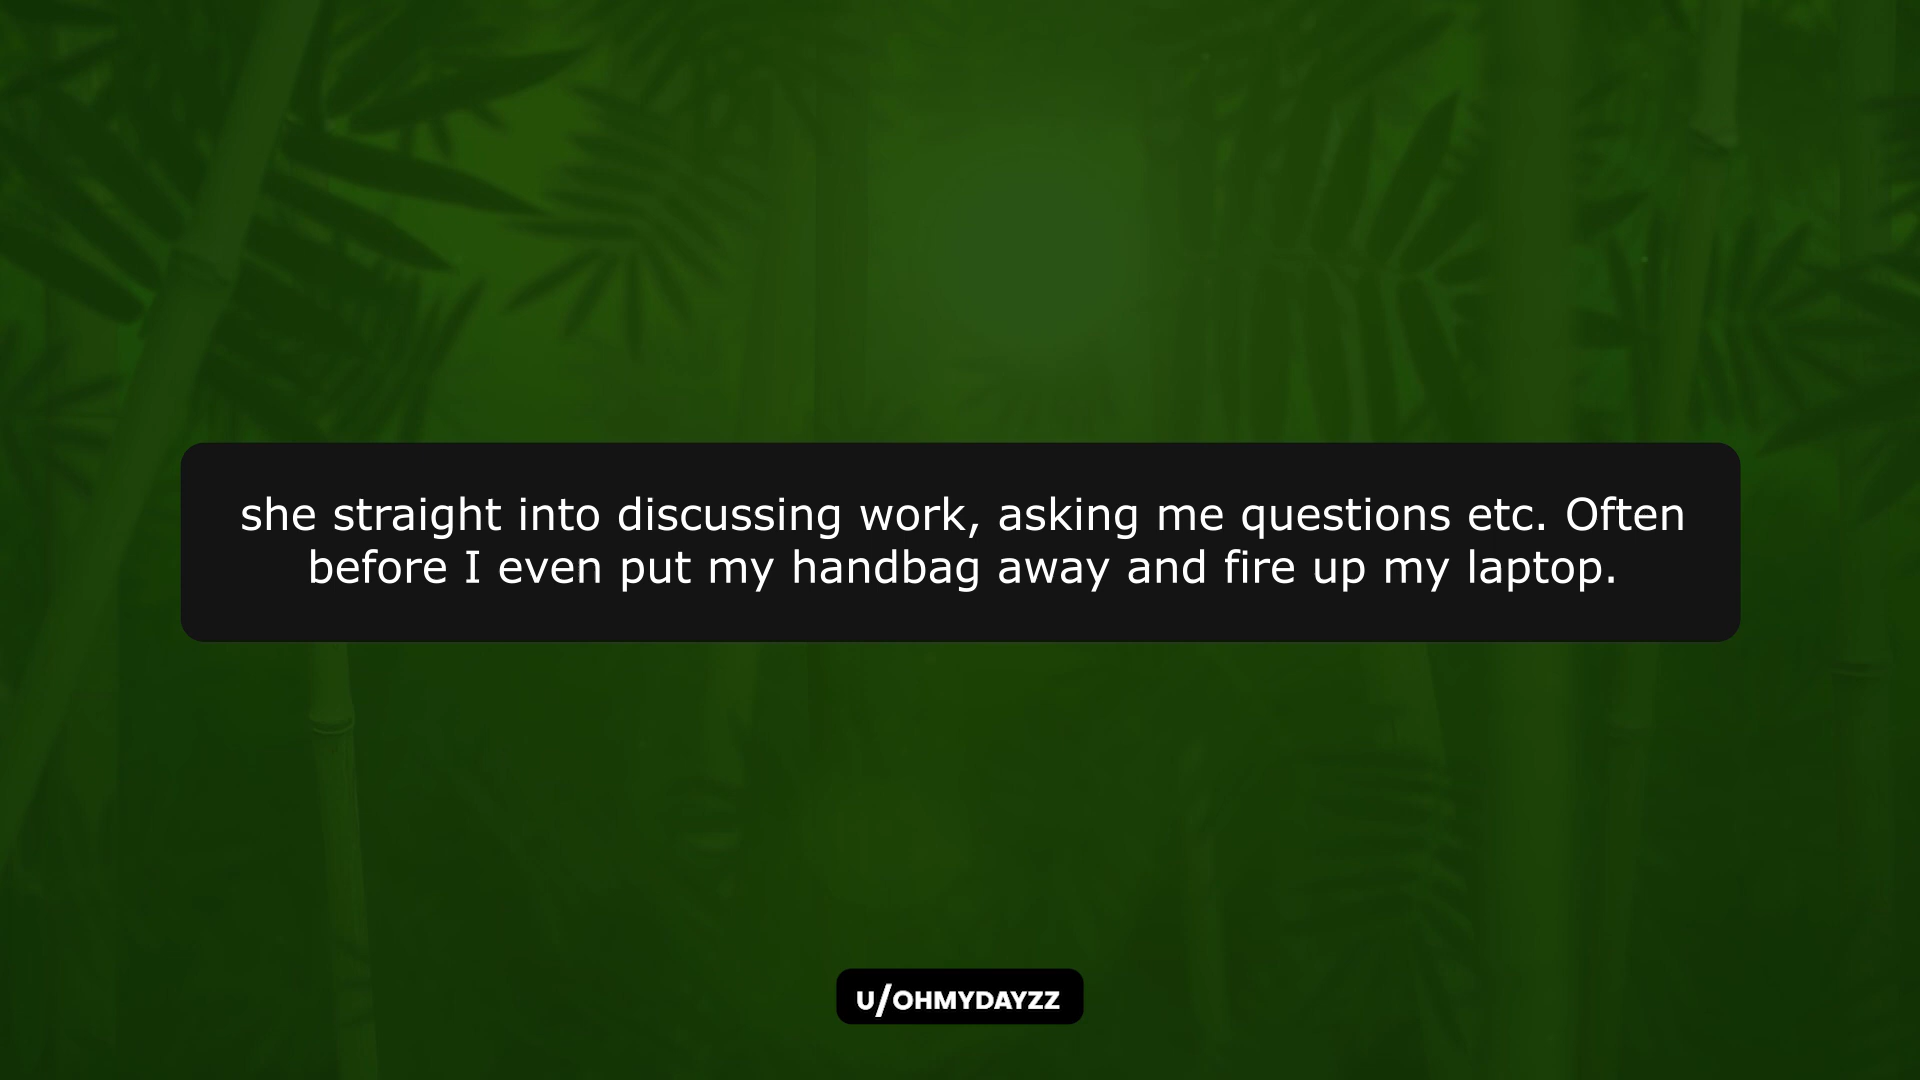 she straight into discussing work, asking me questions etc. Often
before I even put my handbag away and fire up my laptop.
U/OHMYDAYZZ